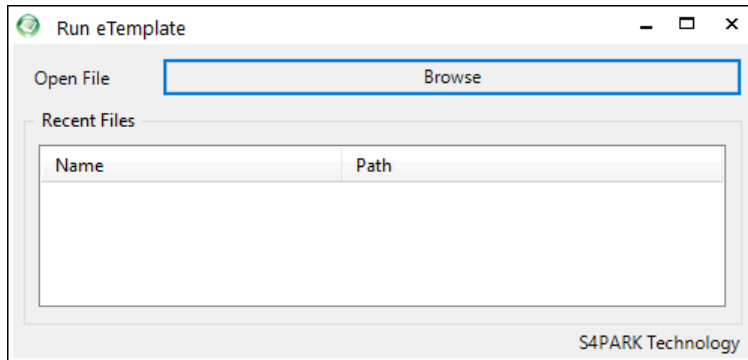 Run eTemplate
Open File Browse
Recent Files
Name Path
S4PARK Technology